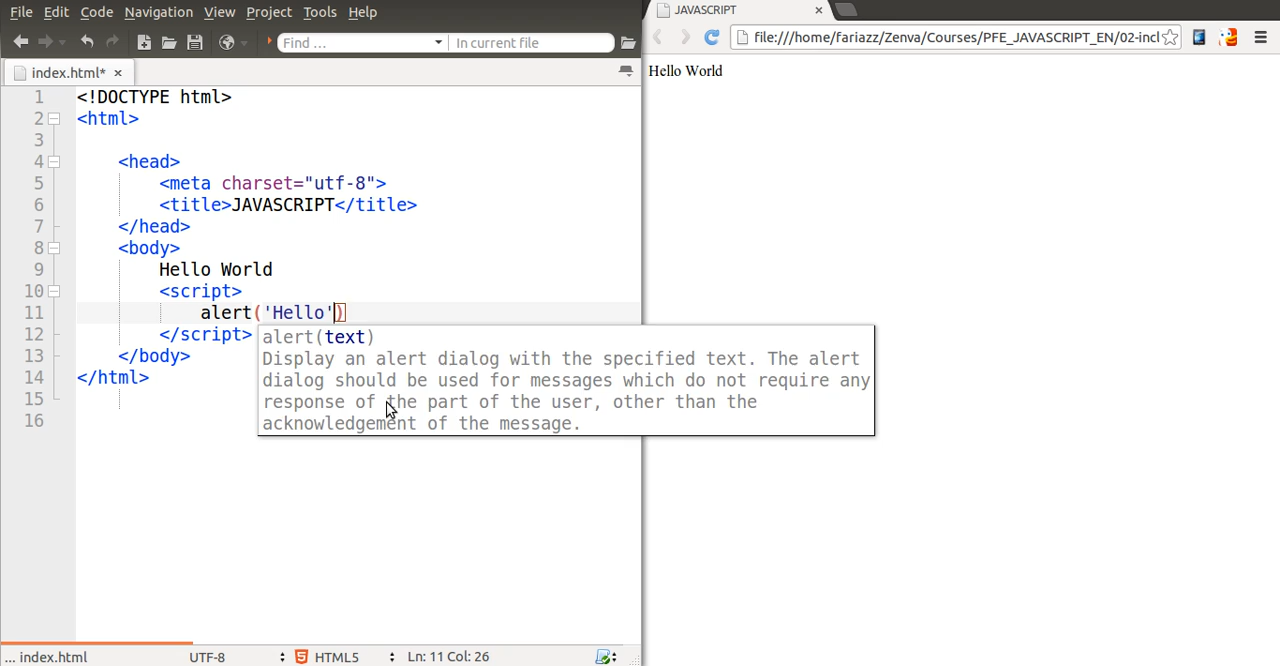 File Edit Code Navigation View Project Tools Help
Find ... In current file
index.html*
1 <!DOCTYPE html>
2 <html>
3
4 <head>
5 <meta charset="utf-8">
6 <title>JAVASCRIPT</title>
7 </head>
8 <body>
9 Hello World
10 <script>
11 alert('Hello')
12 </script>
13 </body>
14 </html>
15
16
alert(text)
Display an alert dialog with the specified text. The alert
dialog should be used for messages which do not require any
response of the part of the user, other than the
acknowledgement of the message.
... index.html UTF-8 HTML5 Ln: 11 Col: 26
JAVASCRIPT
file:///home/fariazz/Zenva/Courses/PFE_JAVASCRIPT_EN/02-incl
Hello World